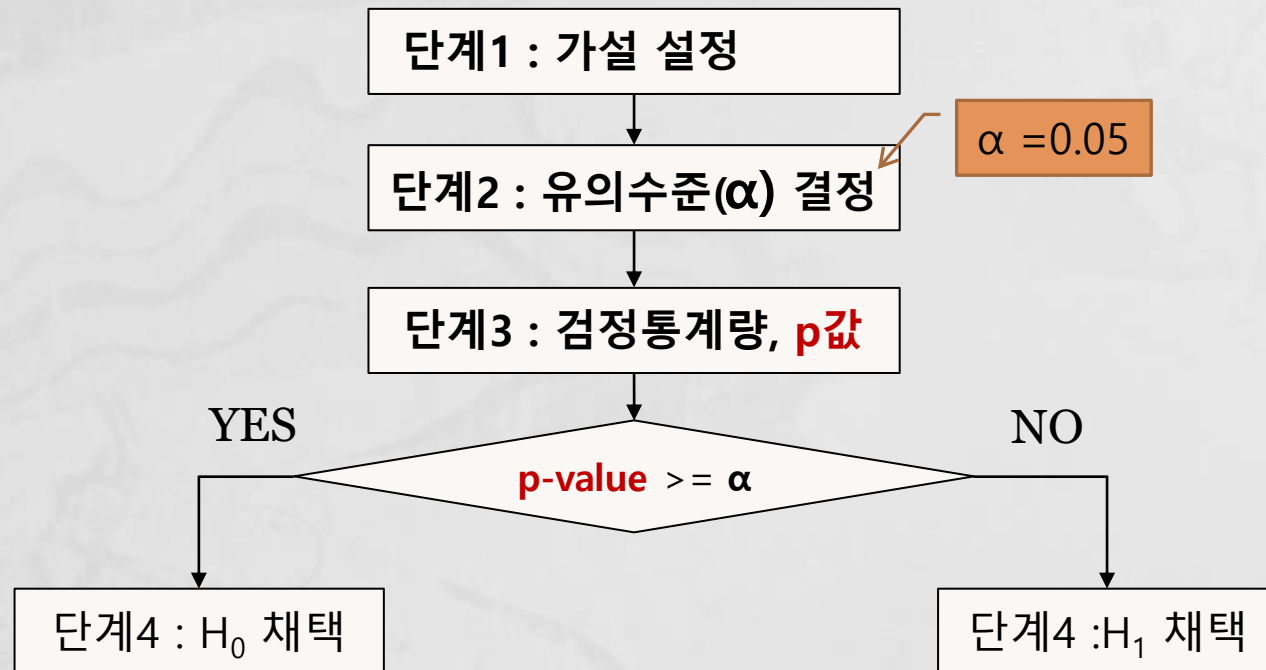 단계1 : 가설 설정
α =0.05
단계2 : 유의수준(α) 결정
단계3 : 검정통계량, p값
YES
NO
p-value >= α
단계4 : H₀ 채택
단계4 :H₁ 채택